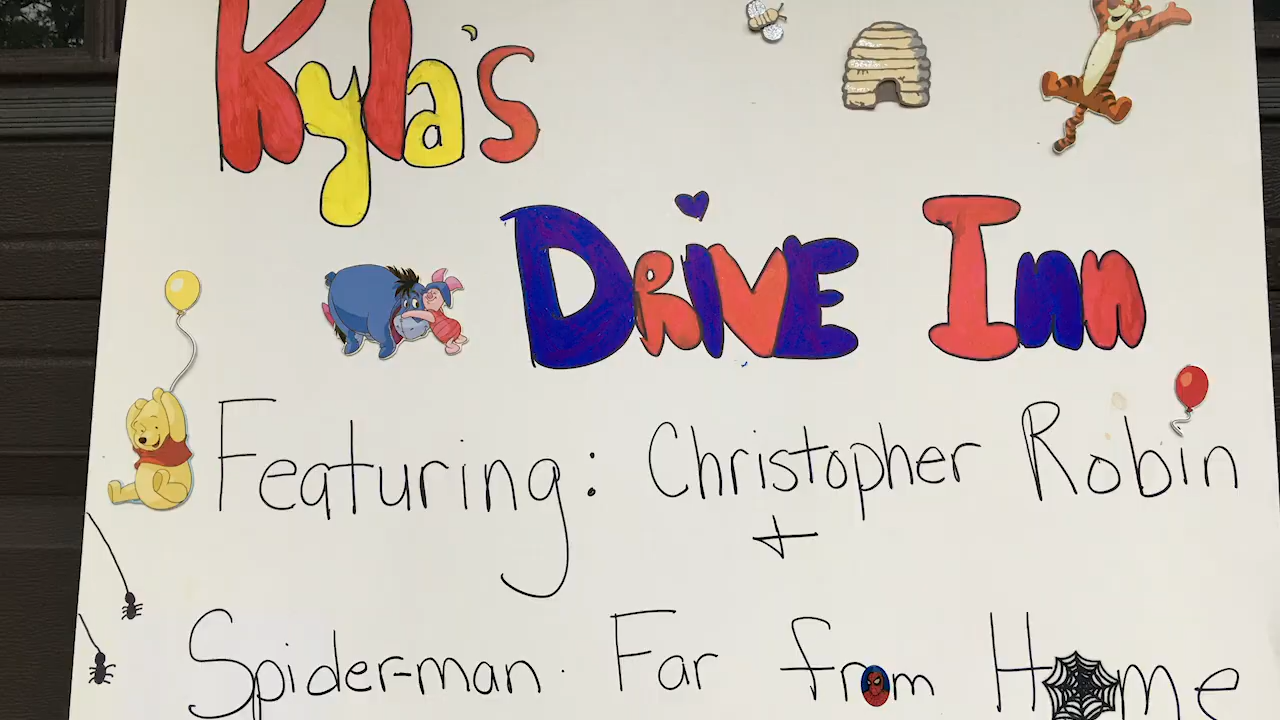 Kyla's
DRiVE Inn
Featuring: Christopher Robin
+
Spider-man Far from Home